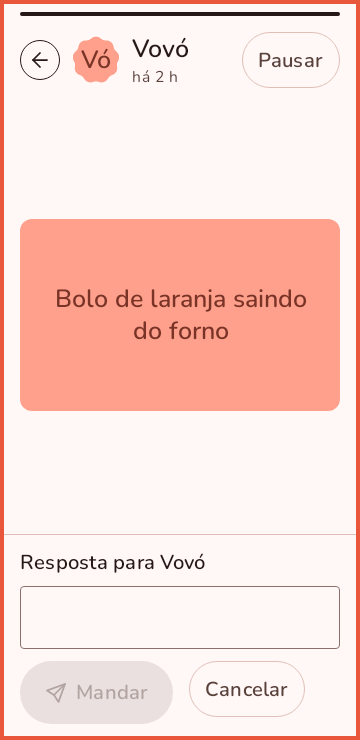 Vó
Vovó
há 2 h
Pausar
Bolo de laranja saindo
do forno
Resposta para Vovó
Mandar
Cancelar